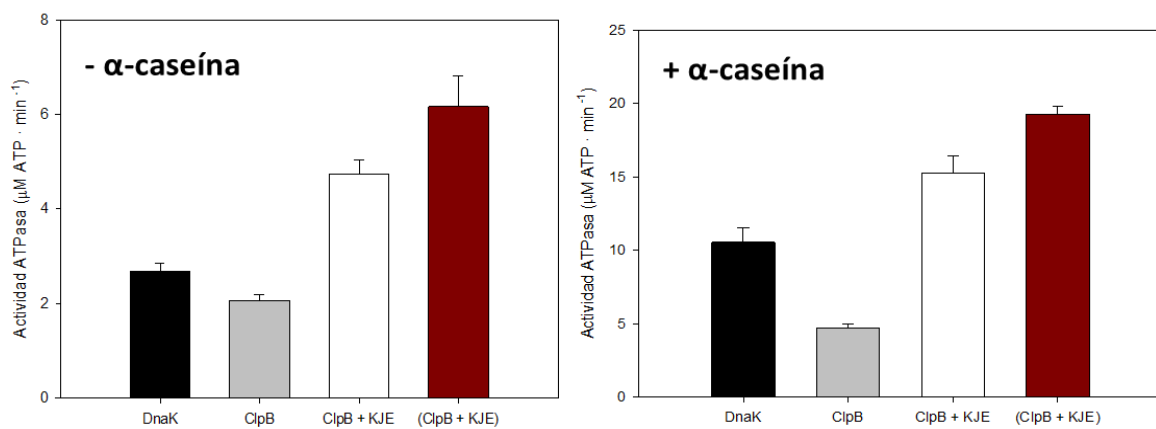 - α-caseína
Actividad ATPasa (μM ATP · min -1)
8
6
4
2
0
DnaK
ClpB
ClpB + KJE
(ClpB + KJE)
+ α-caseína
Actividad ATPasa (μM ATP · min -1)
25
20
15
10
5
0
DnaK
ClpB
ClpB + KJE
(ClpB + KJE)